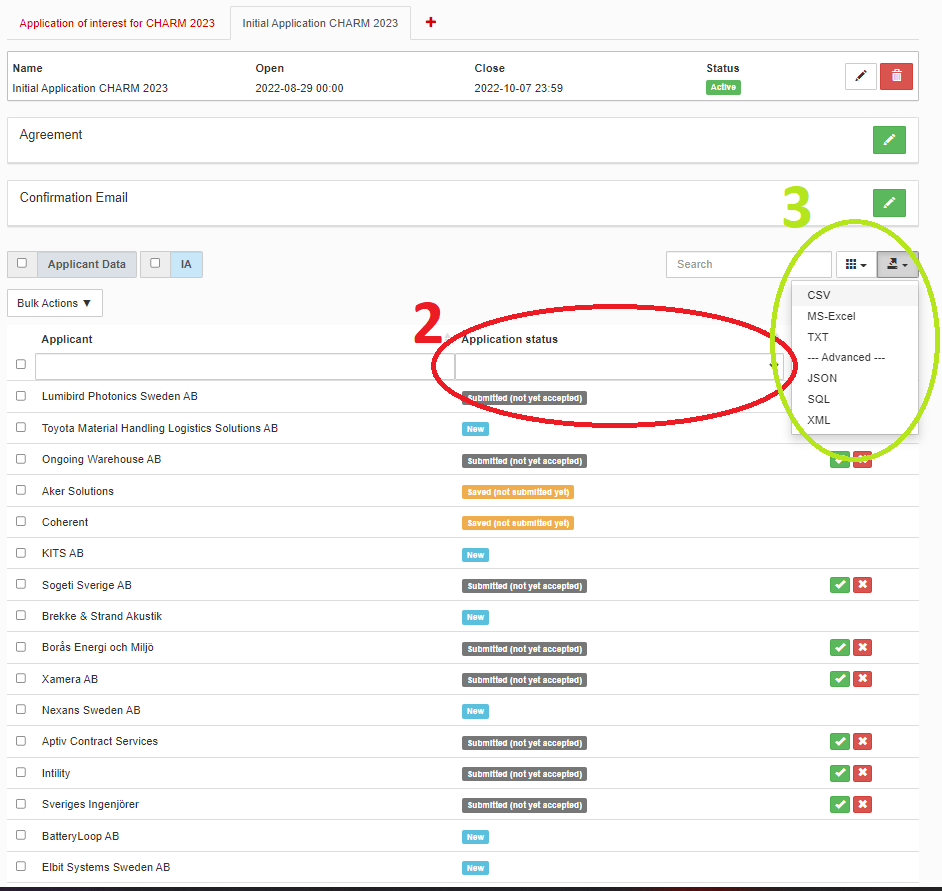 Application of interest for CHARM 2023 Initial Application CHARM 2023 +
Name Open Close Status
Initial Application CHARM 2023 2022-08-29 00:00 2022-10-07 23:59 Active
Agreement
Confirmation Email
3
Applicant Data IA Search
Bulk Actions ▼
CSV
MS-Excel
TXT
--- Advanced ---
JSON
SQL
XML
2
Applicant Application status
Lumibird Photonics Sweden AB Submitted (not yet accepted)
Toyota Material Handling Logistics Solutions AB New
Ongoing Warehouse AB Submitted (not yet accepted)
Aker Solutions Saved (not submitted yet)
Coherent Saved (not submitted yet)
KITS AB New
Sogeti Sverige AB Submitted (not yet accepted)
Brekke & Strand Akustik New
Borås Energi och Miljö Submitted (not yet accepted)
Xamera AB Submitted (not yet accepted)
Nexans Sweden AB New
Aptiv Contract Services Submitted (not yet accepted)
Intility Submitted (not yet accepted)
Sveriges Ingenjörer Submitted (not yet accepted)
BatteryLoop AB New
Elbit Systems Sweden AB New